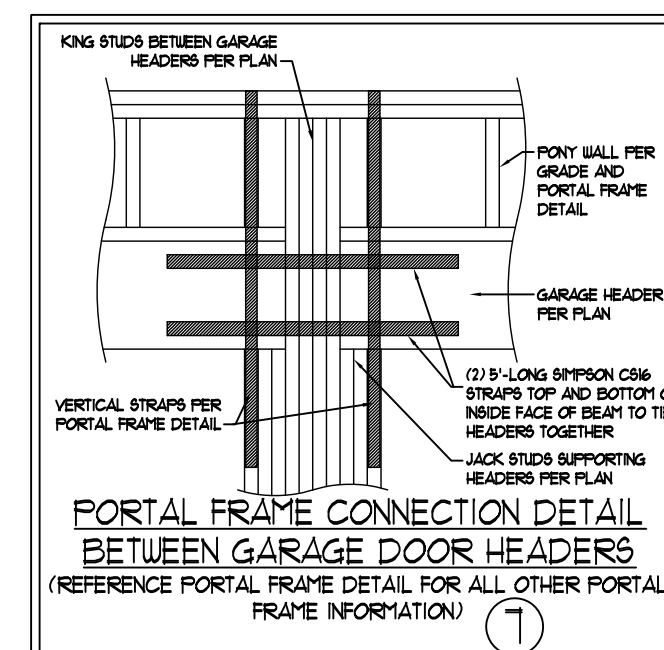 KING STUDS BETWEEN GARAGE
HEADERS PER PLAN
PONY WALL PER
GRADE AND
PORTAL FRAME
DETAIL
GARAGE HEADER
PER PLAN
(2) 5'-LONG SIMPSON CS16
STRAPS TOP AND BOTTOM
INSIDE FACE OF BEAM TO
HEADERS TOGETHER
VERTICAL STRAPS PER
PORTAL FRAME DETAIL
JACK STUDS SUPPORTING
HEADERS PER PLAN
PORTAL FRAME CONNECTION DETAIL
BETWEEN GARAGE DOOR HEADERS
(REFERENCE PORTAL FRAME DETAIL FOR ALL OTHER PORTAL
FRAME INFORMATION)
7